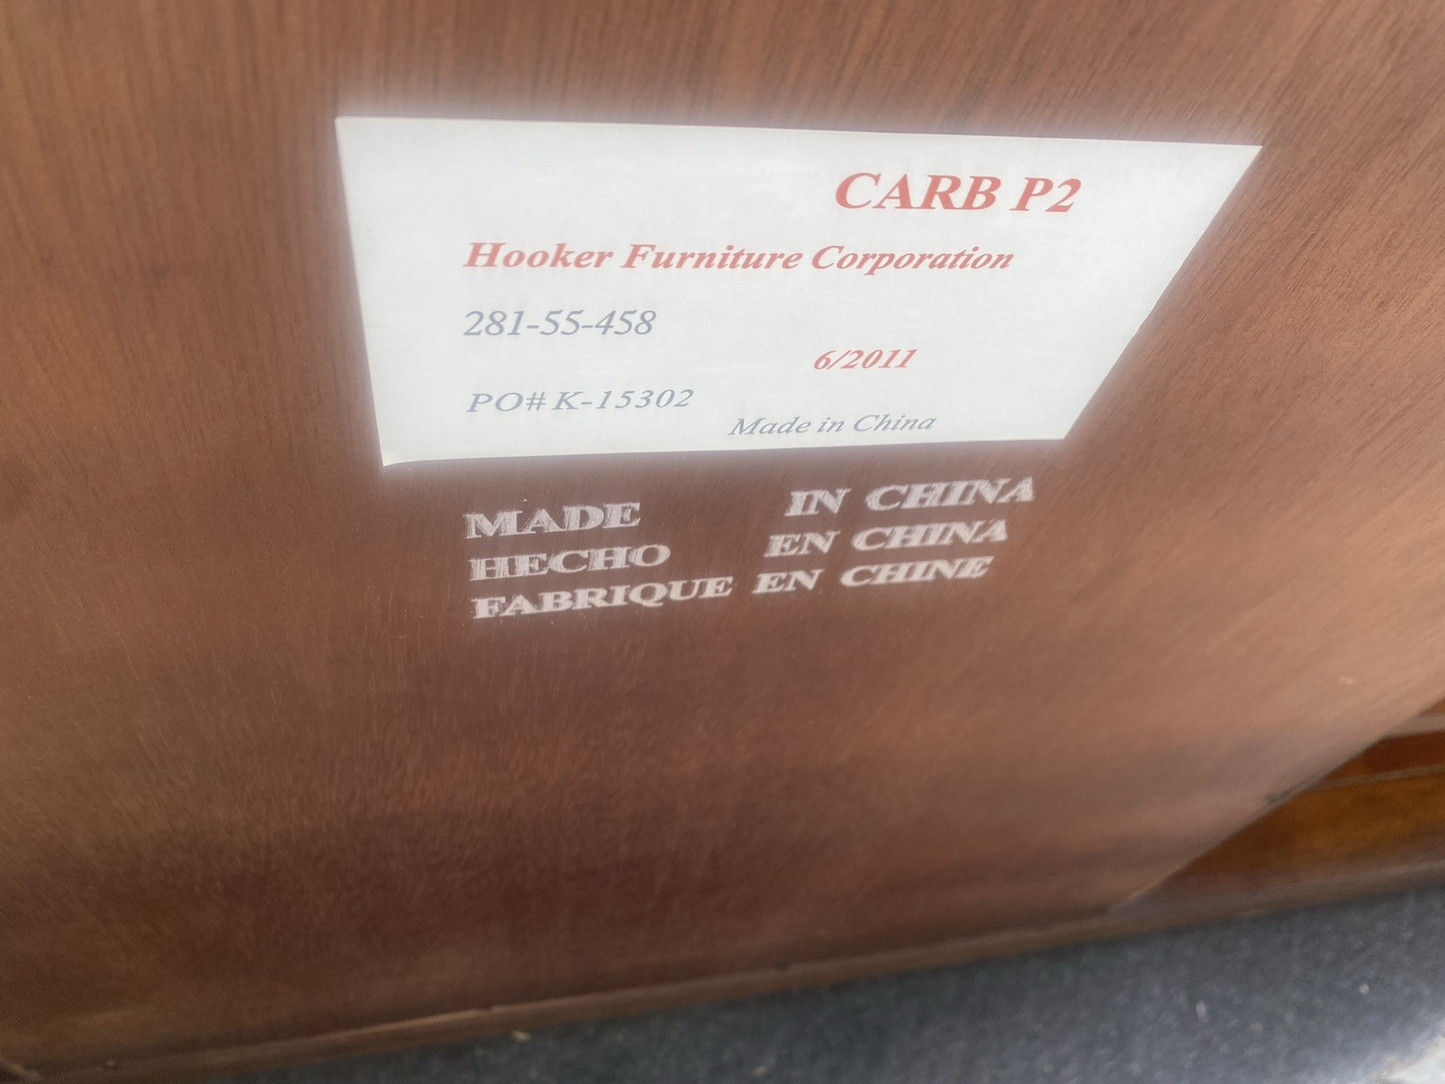 CARB P2
Hooker Furniture Corporation
281-55-458
6/2011
PO# K-15302
Made in China
MADE IN CHINA
HECHO EN CHINA
FABRIQUE EN CHINE